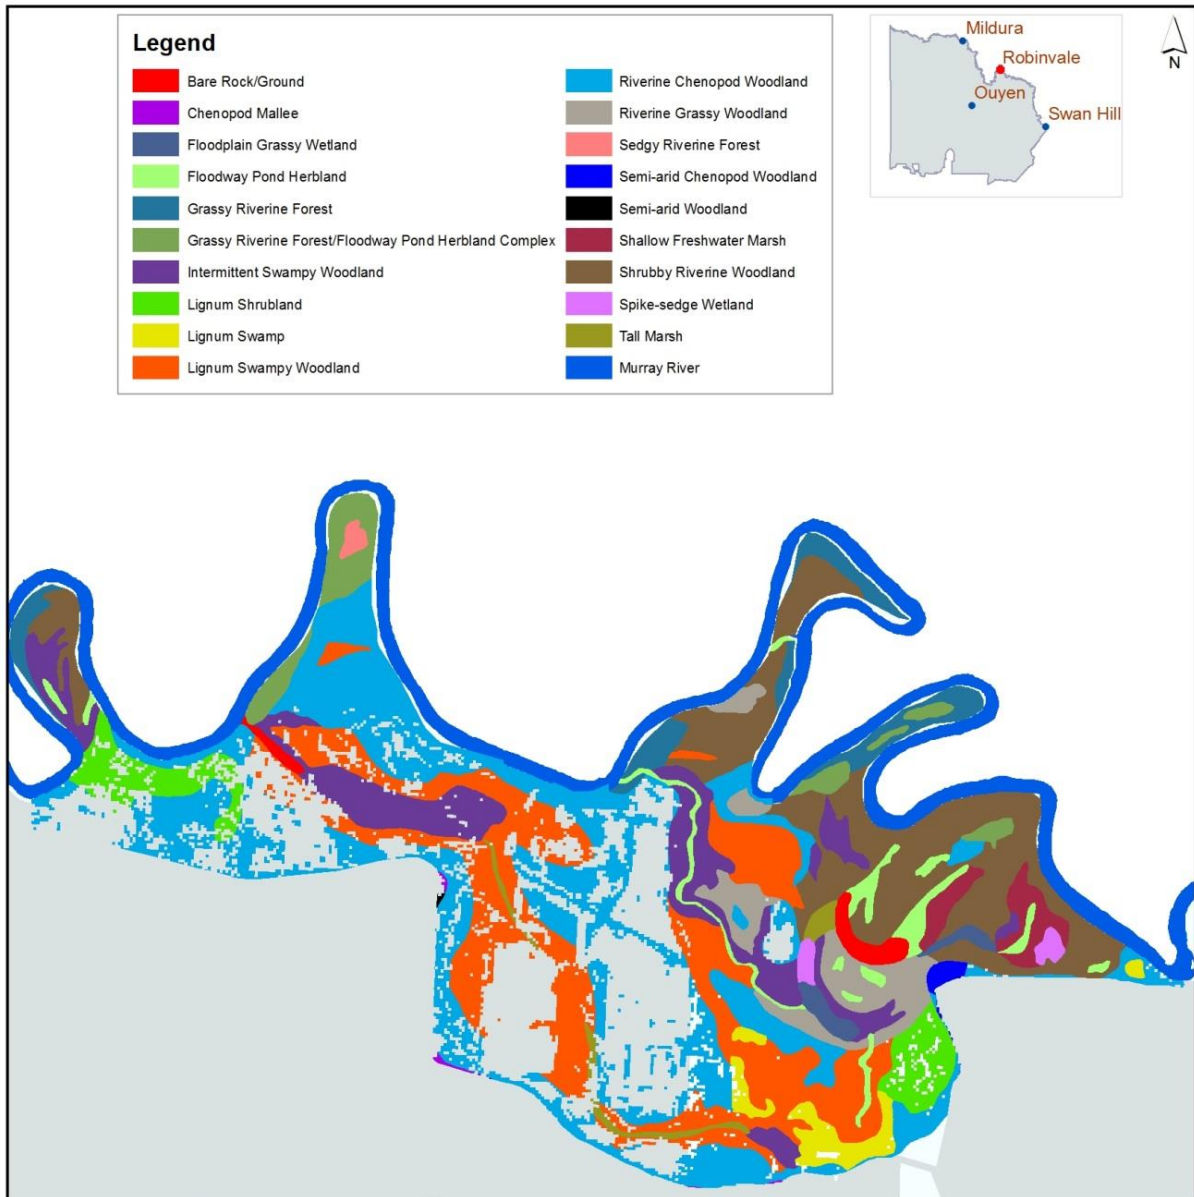 Legend
Bare Rock/Ground
Chenopod Mallee
Floodplain Grassy Wetland
Floodway Pond Herbland
Grassy Riverine Forest
Grassy Riverine Forest/Floodway Pond Herbland Complex
Intermittent Swampy Woodland
Lignum Shrubland
Lignum Swamp
Lignum Swampy Woodland
Riverine Chenopod Woodland
Riverine Grassy Woodland
Sedgy Riverine Forest
Semi-arid Chenopod Woodland
Semi-arid Woodland
Shallow Freshwater Marsh
Shrubby Riverine Woodland
Spike-sedge Wetland
Tall Marsh
Murray River
Mildura
Robinvale
Ouyen
Swan Hill
N